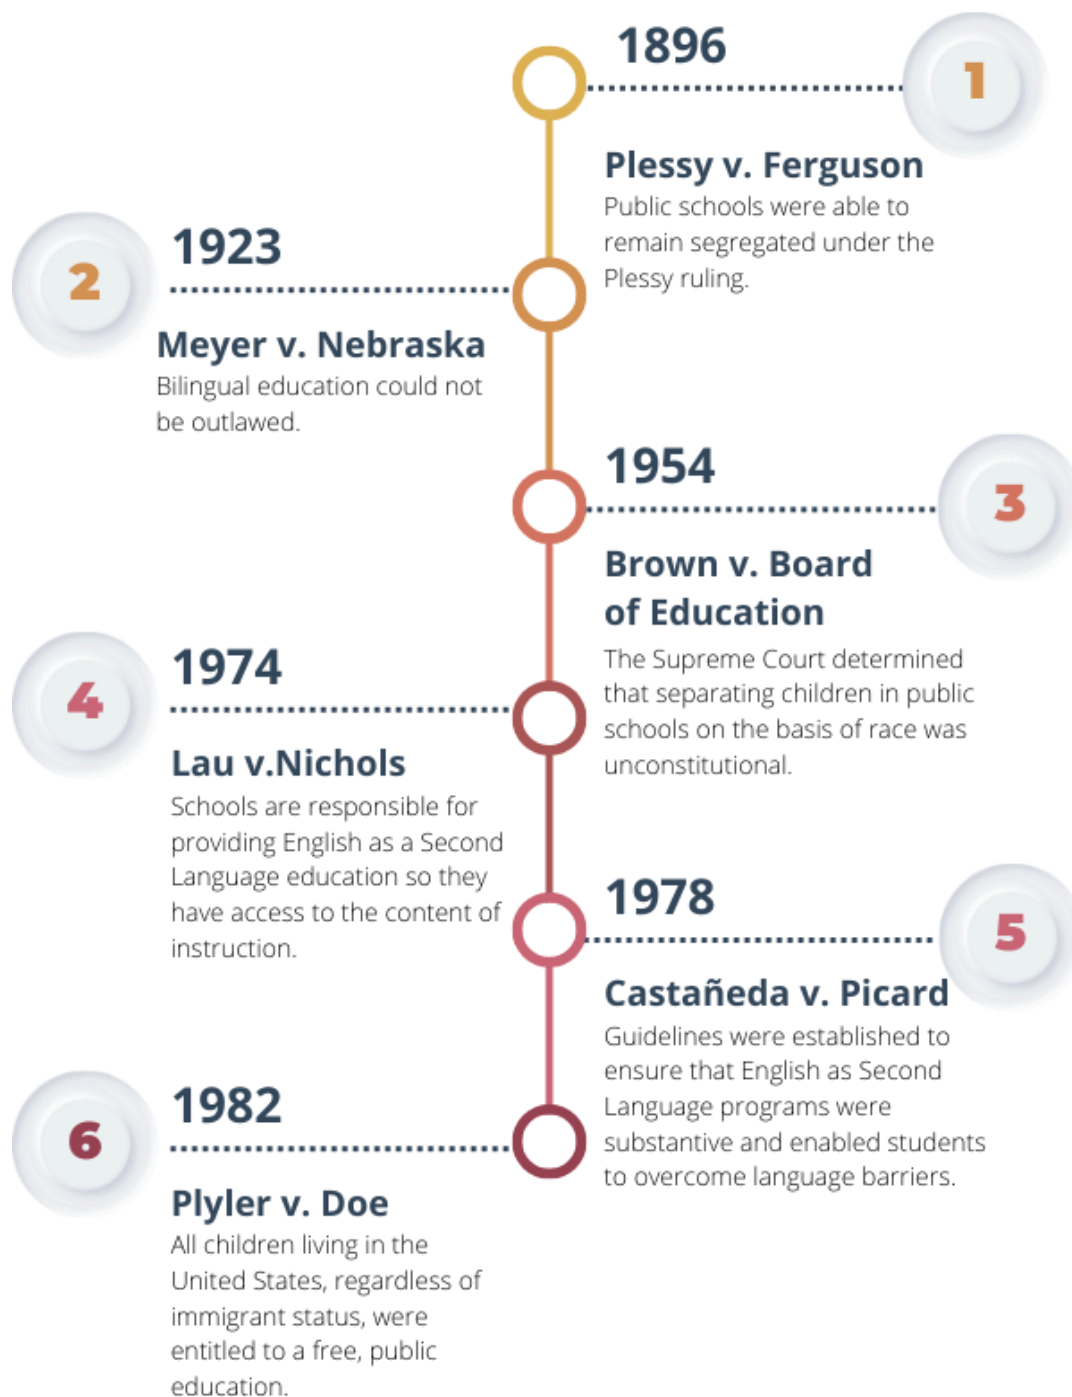 1896
1
Plessy v. Ferguson
Public schools were able to
remain segregated under the
Plessy ruling.
2
1923
Meyer v. Nebraska
Bilingual education could not
be outlawed.
1954
3
Brown v. Board
of Education
The Supreme Court determined
that separating children in public
schools on the basis of race was
unconstitutional.
4
1974
Lau v.Nichols
Schools are responsible for
providing English as a Second
Language education so they
have access to the content of
instruction.
1978
5
Castañeda v. Picard
Guidelines were established to
ensure that English as Second
Language programs were
substantive and enabled students
to overcome language barriers.
6
1982
Plyler v. Doe
All children living in the
United States, regardless of
immigrant status, were
entitled to a free, public
education.